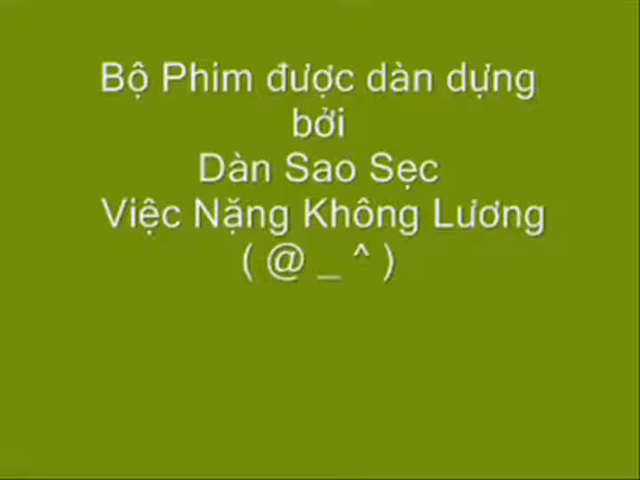 Bộ Phim được dàn dựng
bởi
Dàn Sao Sẹc
Việc Nặng Không Lương
( @ _ ^ )